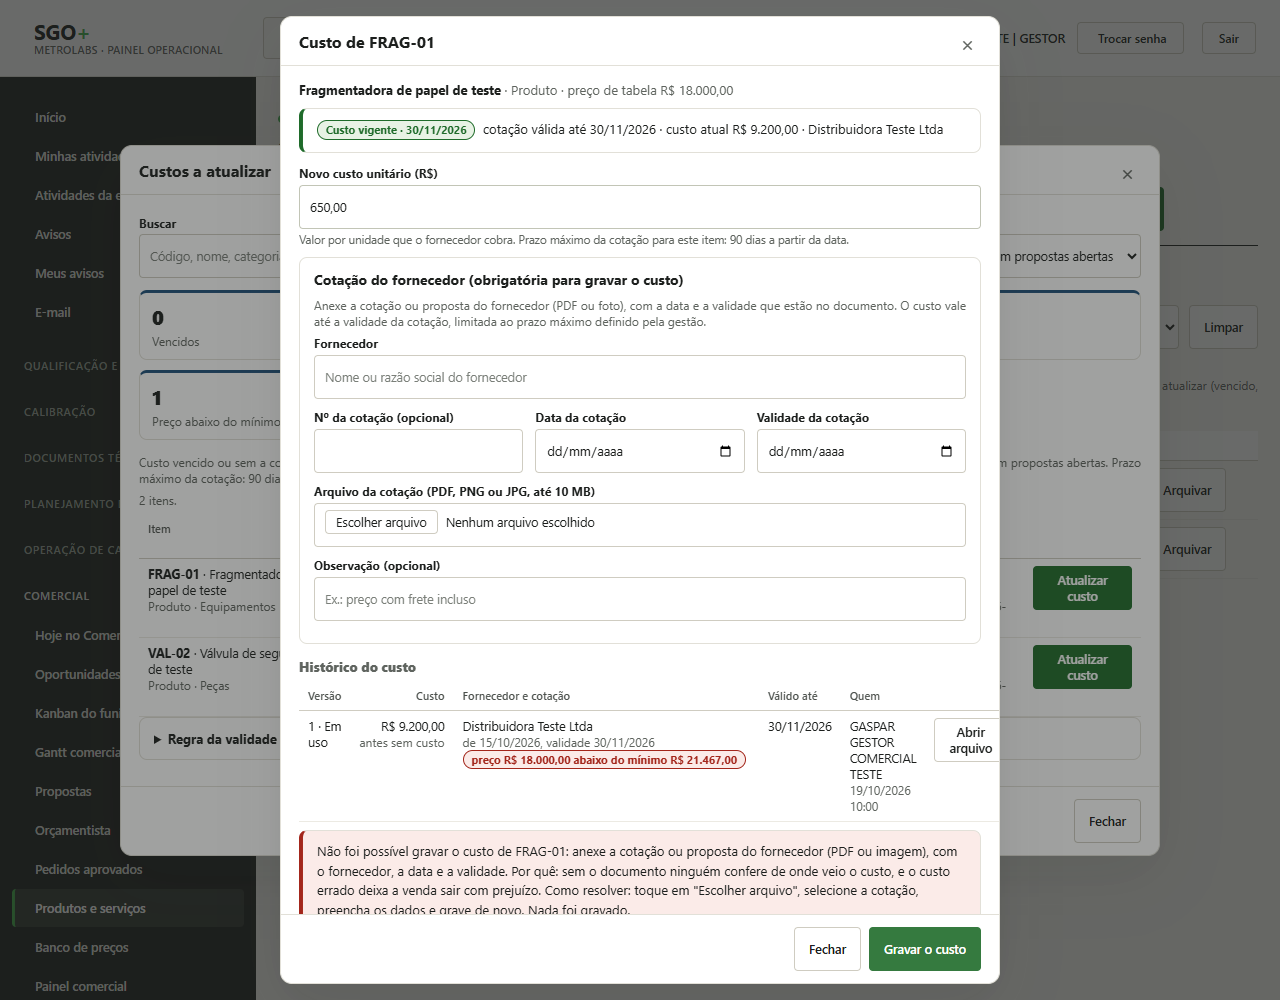 SGO+
METROLABS · PAINEL OPERACIONAL
TE | GESTOR
Trocar senha
Sair
Início
Minhas ativida
Atividades da e
Avisos
Meus avisos
E-mail
QUALIFICAÇÃO E
CALIBRAÇÃO
DOCUMENTOS TÉ
PLANEJAMENTO
OPERAÇÃO DE CA
COMERCIAL
Hoje no Comer
Oportunidades
Kanban do funi
Gantt comercia
Propostas
Orçamentista
Pedidos aprovados
Produtos e serviços
Banco de preços
Painel comercial
Limpar
atualizar (vencido,
Arquivar
Arquivar
Custos a atualizar
×
Buscar
Código, nome, categori
m propostas abertas
0
Vencidos
1
Preço abaixo do mínimo
Custo vencido ou sem a co
m propostas abertas. Prazo
máximo da cotação: 90 dia
2 itens.
Item
FRAG-01 · Fragmentado
papel de teste
Produto · Equipamentos
Atualizar
custo
VAL-02 · Válvula de segu
de teste
Produto · Peças
Atualizar
custo
▶ Regra da validade
Fechar
Custo de FRAG-01
×
Fragmentadora de papel de teste · Produto · preço de tabela R$ 18.000,00
Custo vigente · 30/11/2026 cotação válida até 30/11/2026 · custo atual R$ 9.200,00 · Distribuidora Teste Ltda
Novo custo unitário (R$)
650,00
Valor por unidade que o fornecedor cobra. Prazo máximo da cotação para este item: 90 dias a partir da data.
Cotação do fornecedor (obrigatória para gravar o custo)
Anexe a cotação ou proposta do fornecedor (PDF ou foto), com a data e a validade que estão no documento. O custo vale
até a validade da cotação, limitada ao prazo máximo definido pela gestão.
Fornecedor
Nome ou razão social do fornecedor
Nº da cotação (opcional)
Data da cotação
Validade da cotação
dd/mm/aaaa
dd/mm/aaaa
Arquivo da cotação (PDF, PNG ou JPG, até 10 MB)
Escolher arquivo Nenhum arquivo escolhido
Observação (opcional)
Ex.: preço com frete incluso
Histórico do custo
Versão Custo Fornecedor e cotação Válido até Quem
1 · Em
uso
R$ 9.200,00
antes sem custo
Distribuidora Teste Ltda
de 15/10/2026, validade 30/11/2026
preço R$ 18.000,00 abaixo do mínimo R$ 21.467,00
30/11/2026
GASPAR
GESTOR
COMERCIAL
TESTE
19/10/2026
10:00
Abrir
arquivo
Não foi possível gravar o custo de FRAG-01: anexe a cotação ou proposta do fornecedor (PDF ou imagem), com
o fornecedor, a data e a validade. Por quê: sem o documento ninguém confere de onde veio o custo, e o custo
errado deixa a venda sair com prejuízo. Como resolver: toque em "Escolher arquivo", selecione a cotação,
preencha os dados e grave de novo. Nada foi gravado.
Fechar
Gravar o custo